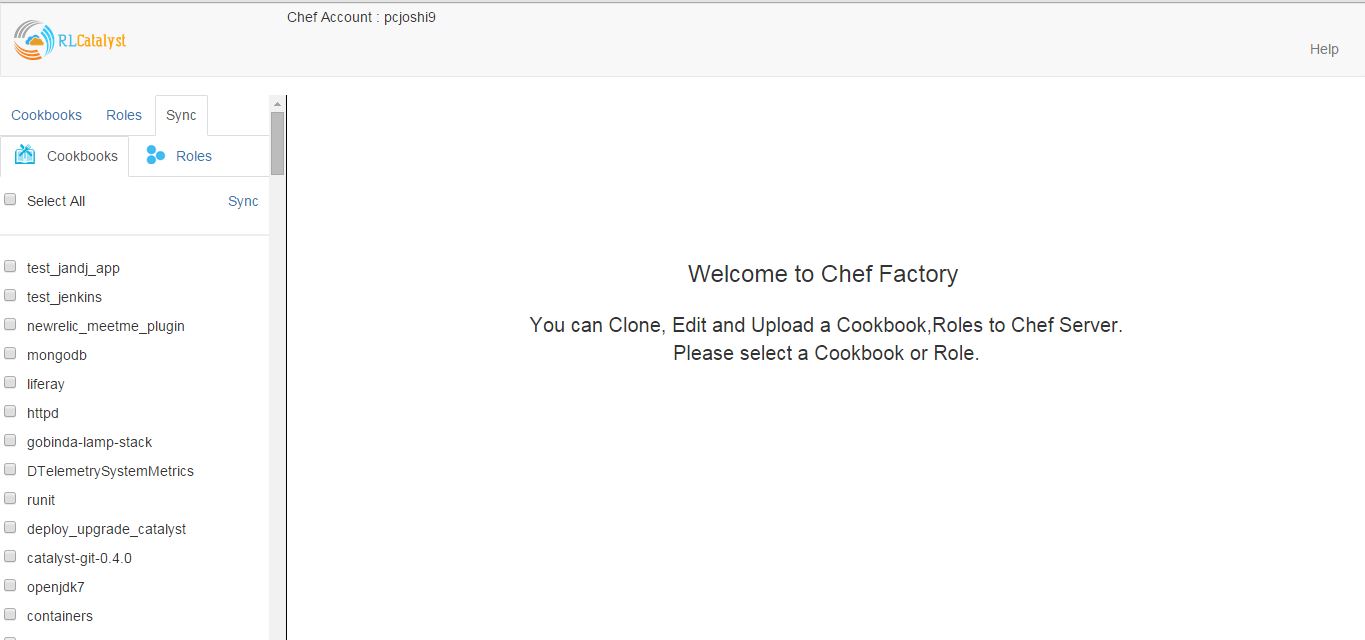 Chef Account : pcjoshi9
RLCatalyst
Help
Cookbooks Roles Sync
Cookbooks Roles
Select All Sync
test_jandj_app
test_jenkins
newrelic_meetme_plugin
mongodb
liferay
httpd
gobinda-lamp-stack
DTelemetrySystemMetrics
runit
deploy_upgrade_catalyst
catalyst-git-0.4.0
openjdk7
containers
Welcome to Chef Factory
You can Clone, Edit and Upload a Cookbook,Roles to Chef Server.
Please select a Cookbook or Role.